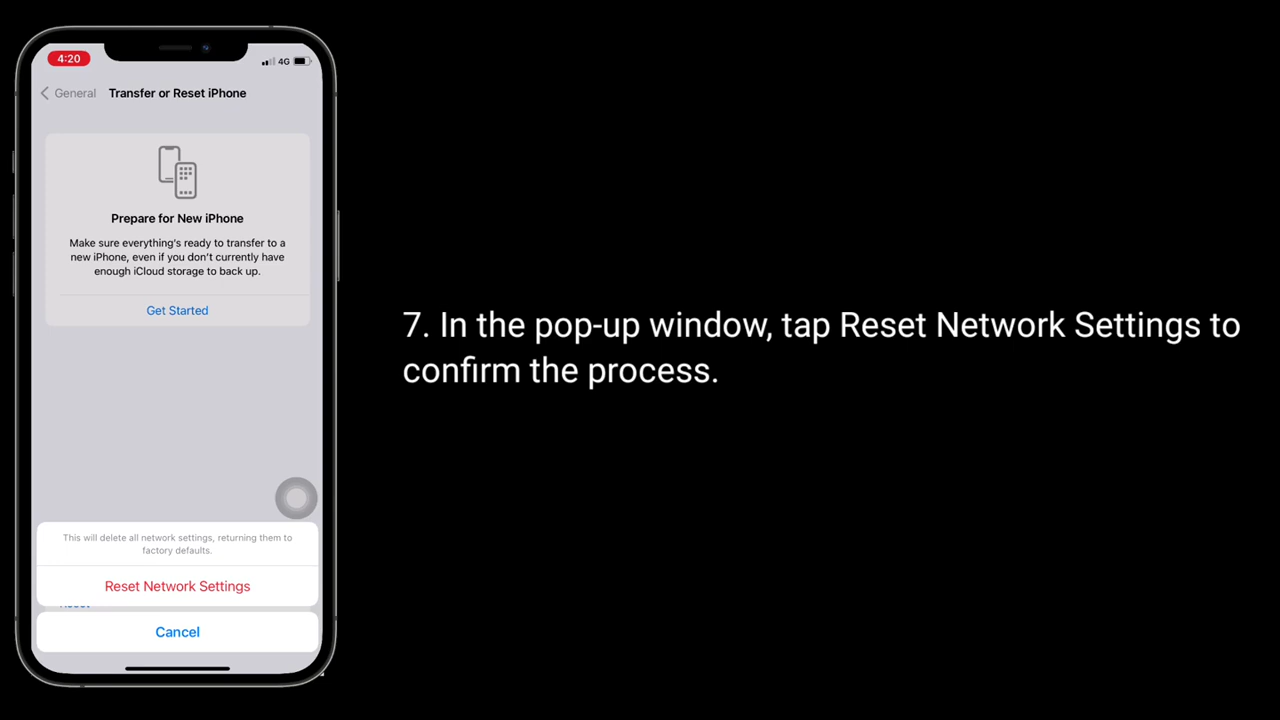 4:20
4G
General
Transfer or Reset iPhone
Prepare for New iPhone
Make sure everything's ready to transfer to a
new iPhone, even if you don't currently have
enough iCloud storage to back up.
Get Started
This will delete all network settings, returning them to
factory defaults.
Reset Network Settings
Reset
Cancel
7. In the pop-up window, tap Reset Network Settings to
confirm the process.